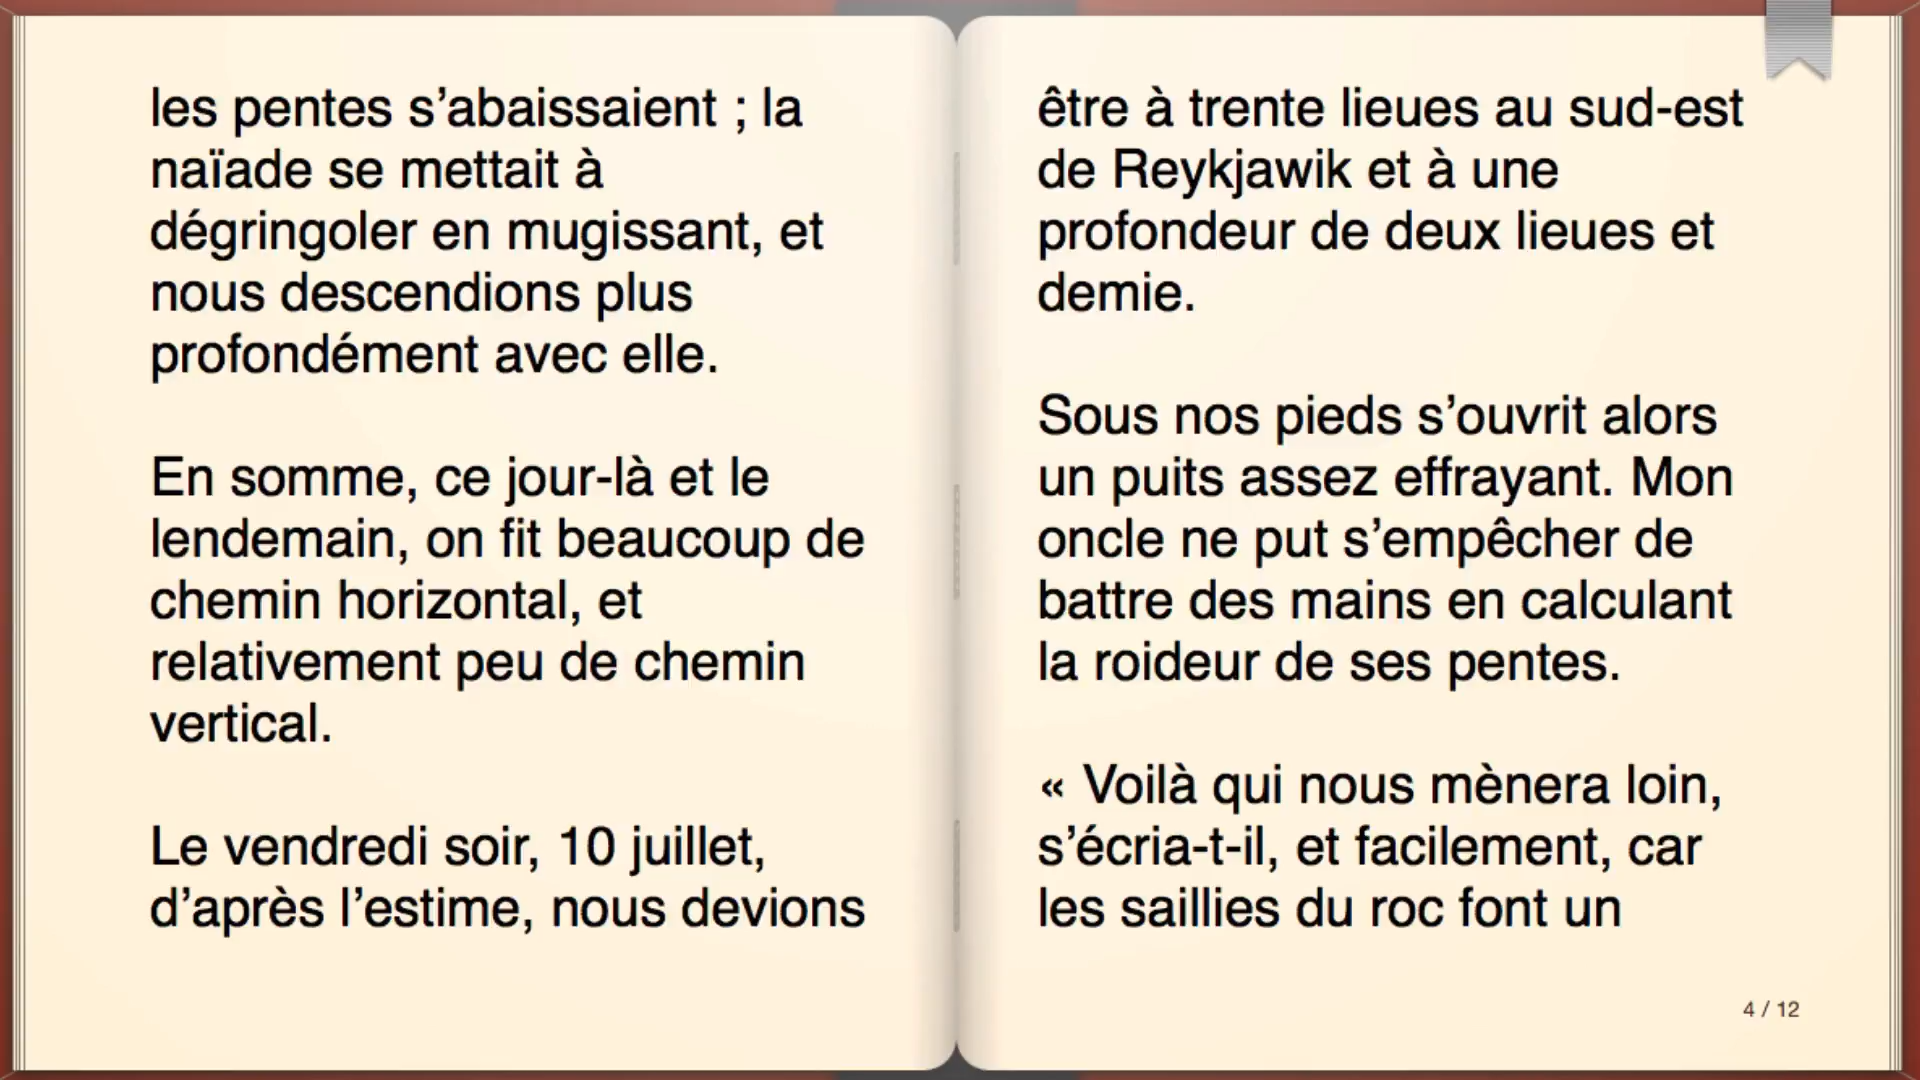 les pentes s’abaissaient ; la
naïade se mettait à
dégringoler en mugissant, et
nous descendions plus
profondément avec elle.
En somme, ce jour-là et le
lendemain, on fit beaucoup de
chemin horizontal, et
relativement peu de chemin
vertical.
Le vendredi soir, 10 juillet,
d’après l’estime, nous devions
être à trente lieues au sud-est
de Reykjawik et à une
profondeur de deux lieues et
demie.
Sous nos pieds s’ouvrit alors
un puits assez effrayant. Mon
oncle ne put s’empêcher de
battre des mains en calculant
la roideur de ses pentes.
« Voilà qui nous mènera loin,
s’écria-t-il, et facilement, car
les saillies du roc font un
4 / 12